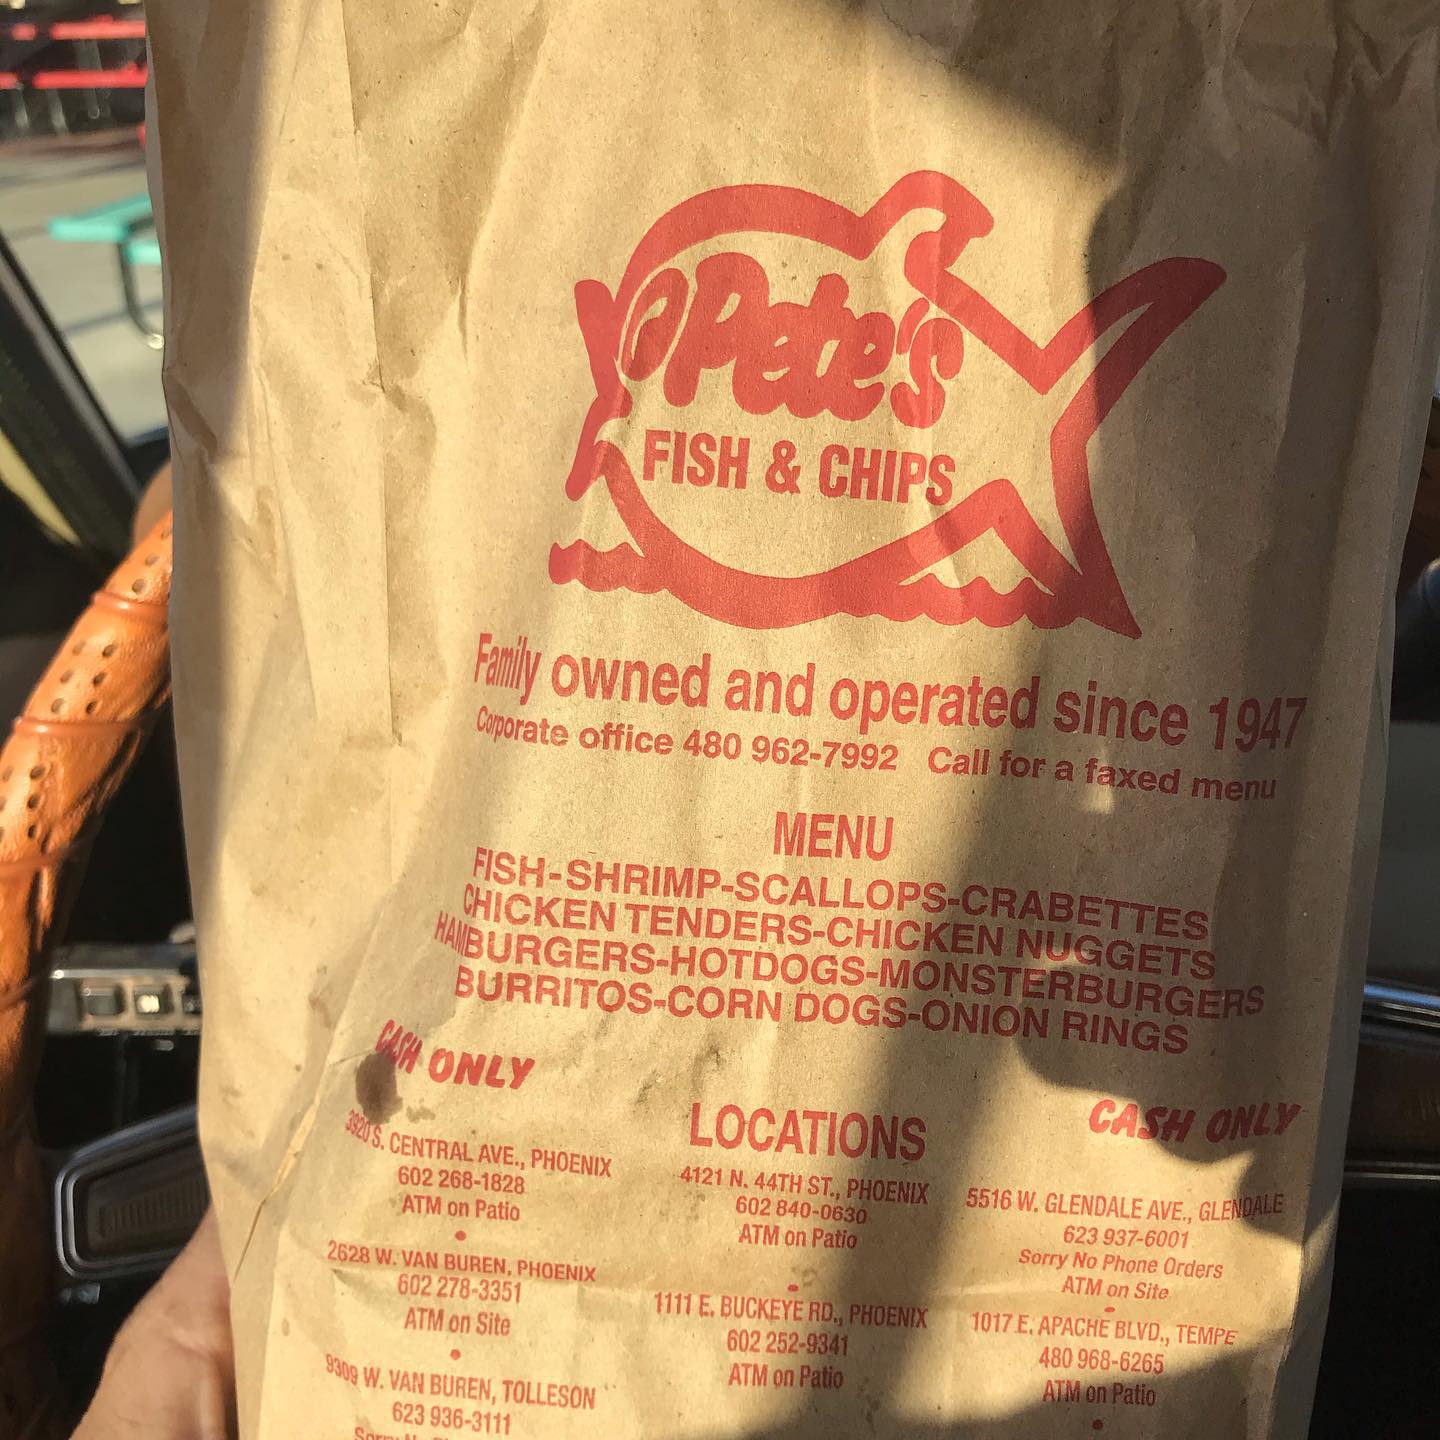 Pete's
FISH & CHIPS
Family owned and operated since 1947
Corporate office 480 962-7992 Call for a faxed menu
MENU
FISH-SHRIMP-SCALLOPS-CRABETTES
CHICKEN TENDERS-CHICKEN NUGGETS
HAMBURGERS-HOTDOGS-MONSTERBURGERS
BURRITOS-CORN DOGS-ONION RINGS
CASH ONLY
LOCATIONS
CASH ONLY
3920 S. CENTRAL AVE., PHOENIX
602 268-1828
ATM on Patio
2628 W. VAN BUREN, PHOENIX
602 278-3351
ATM on Site
9309 W. VAN BUREN, TOLLESON
623 936-3111
Sorry No
4121 N. 44TH ST., PHOENIX
602 840-0630
ATM on Patio
1111 E. BUCKEYE RD., PHOENIX
602 252-9341
ATM on Patio
5516 W. GLENDALE AVE., GLENDALE
623 937-6001
Sorry No Phone Orders
ATM on Site
1017 E. APACHE BLVD., TEMPE
480 968-6265
ATM on Patio